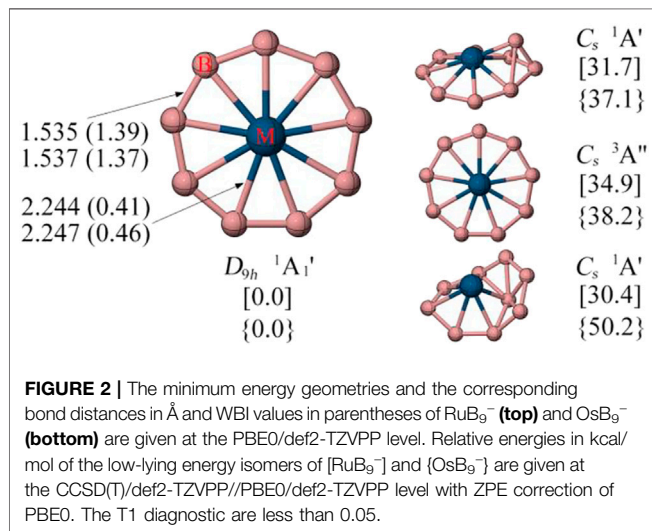 B
M
1.535 (1.39)
1.537 (1.37)
2.244 (0.41)
2.247 (0.46)
D9h ¹A₁'
[0.0]
{0.0}
Cs ¹A'
[31.7]
{37.1}
Cs ³A"
[34.9]
{38.2}
Cs ¹A'
[30.4]
{50.2}
FIGURE 2 | The minimum energy geometries and the corresponding
bond distances in Å and WBI values in parentheses of RuB₉⁻ (top) and OsB₉⁻
(bottom) are given at the PBE0/def2-TZVPP level. Relative energies in kcal/
mol of the low-lying energy isomers of [RuB₉⁻] and {OsB₉⁻} are given at
the CCSD(T)/def2-TZVPP//PBE0/def2-TZVPP level with ZPE correction of
PBE0. The T1 diagnostic are less than 0.05.